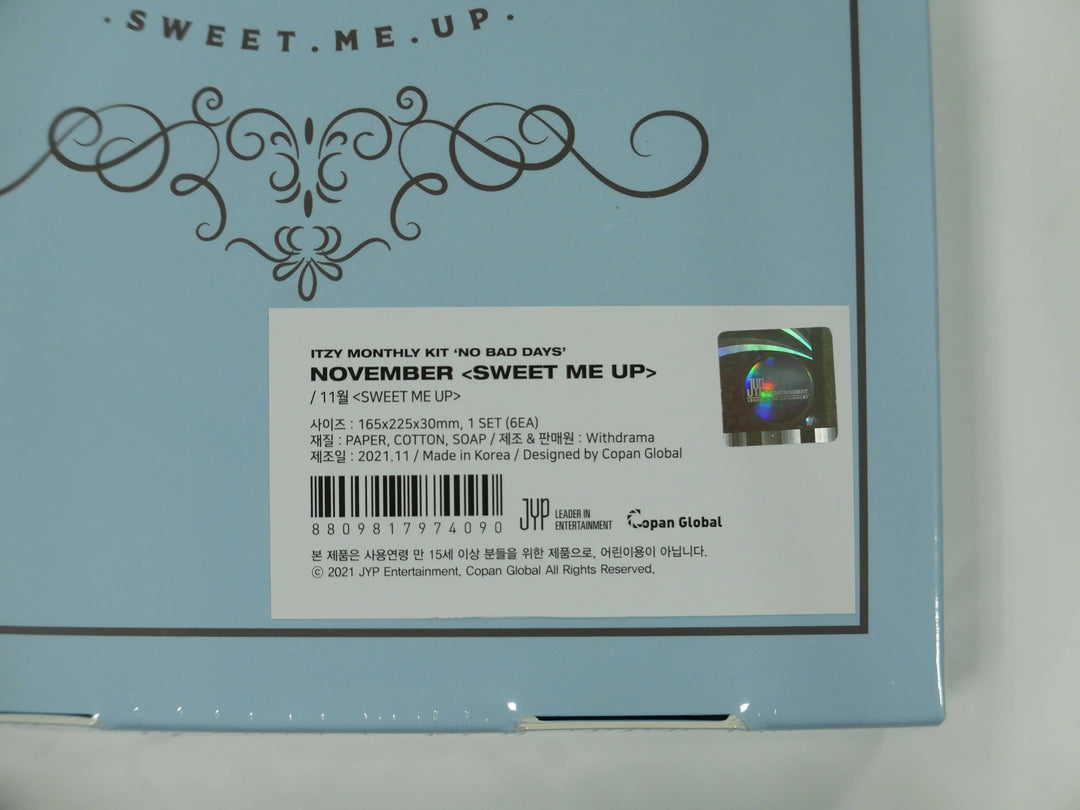 · SWEET . ME . UP ·
ITZY MONTHLY KIT ‘NO BAD DAYS’
NOVEMBER <SWEET ME UP>
/ 11월 <SWEET ME UP>
사이즈 : 165x225x30mm, 1 SET (6EA)
재질 : PAPER, COTTON, SOAP / 제조 & 판매원 : Withdrama
제조일 : 2021.11 / Made in Korea / Designed by Copan Global
8809817974090
JYP LEADER IN ENTERTAINMENT
Copan Global
본 제품은 사용연령 만 15세 이상 분들을 위한 제품으로, 어린이용이 아닙니다.
ⓒ 2021 JYP Entertainment, Copan Global All Rights Reserved.
JYP ENTERTAINMENT